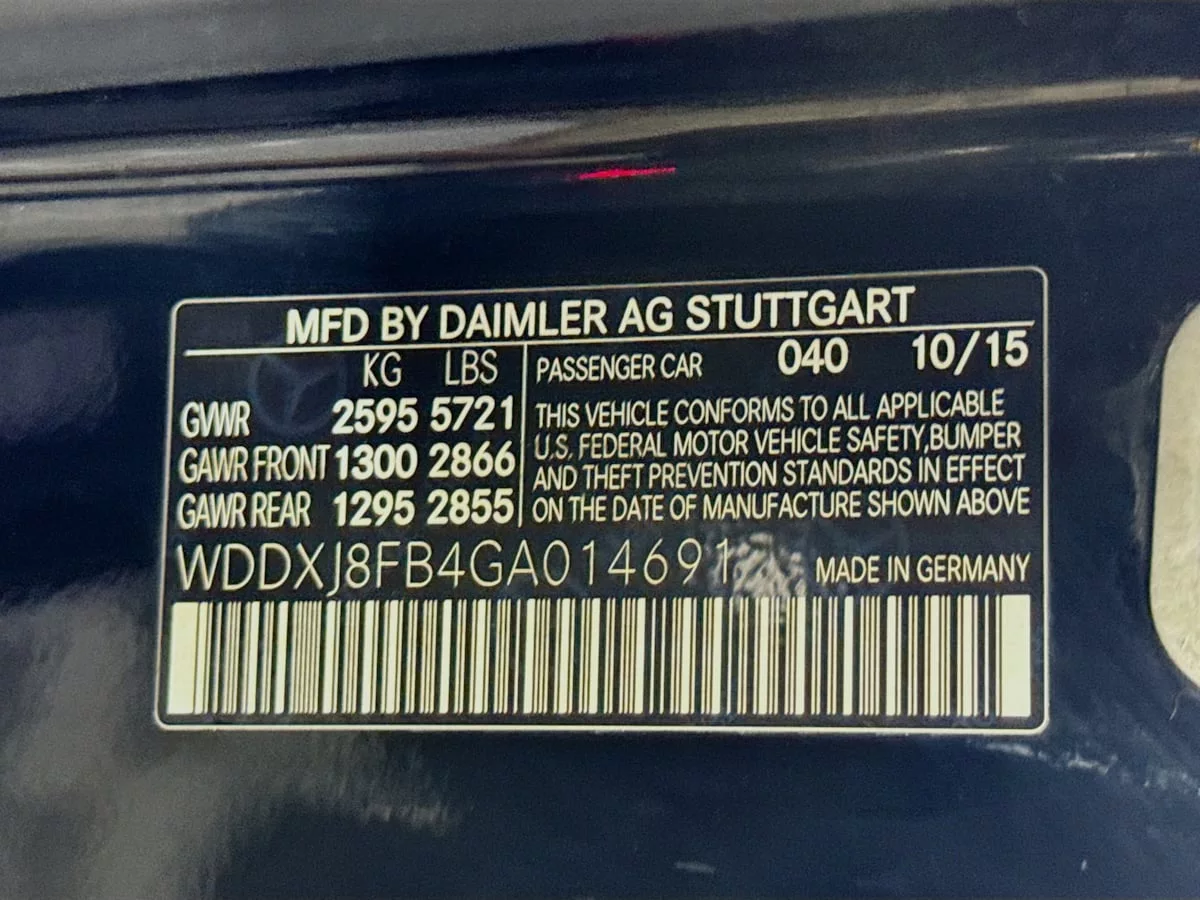 MFD BY DAIMLER AG STUTTGART
KG LBS
GVWR 2595 5721
GAWR FRONT 1300 2866
GAWR REAR 1295 2855
PASSENGER CAR 040 10/15
THIS VEHICLE CONFORMS TO ALL APPLICABLE
U.S. FEDERAL MOTOR VEHICLE SAFETY,BUMPER
AND THEFT PREVENTION STANDARDS IN EFFECT
ON THE DATE OF MANUFACTURE SHOWN ABOVE
WDDXJ8FB4GA014691 MADE IN GERMANY